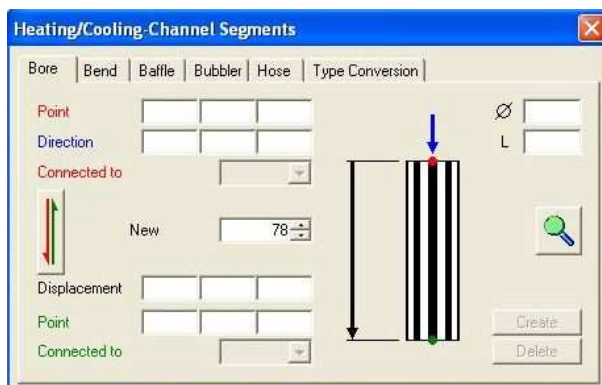 Heating/Cooling-Channel Segments
Bore Bend Baffle Bubbler Hose Type Conversion
Point Ø
Direction L
Connected to
New 78
Displacement
Point Create
Connected to Delete